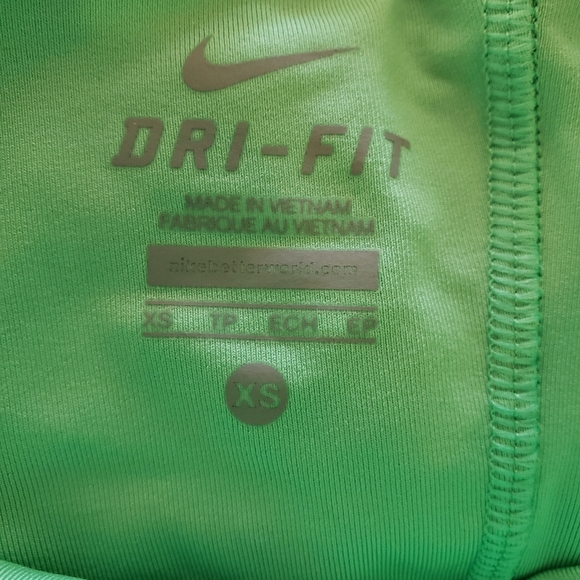 DRI-FIT
MADE IN VIETNAM
FABRIQUE AU VIETNAM
nikebetterworld.com
XS TP ECH EP
XS